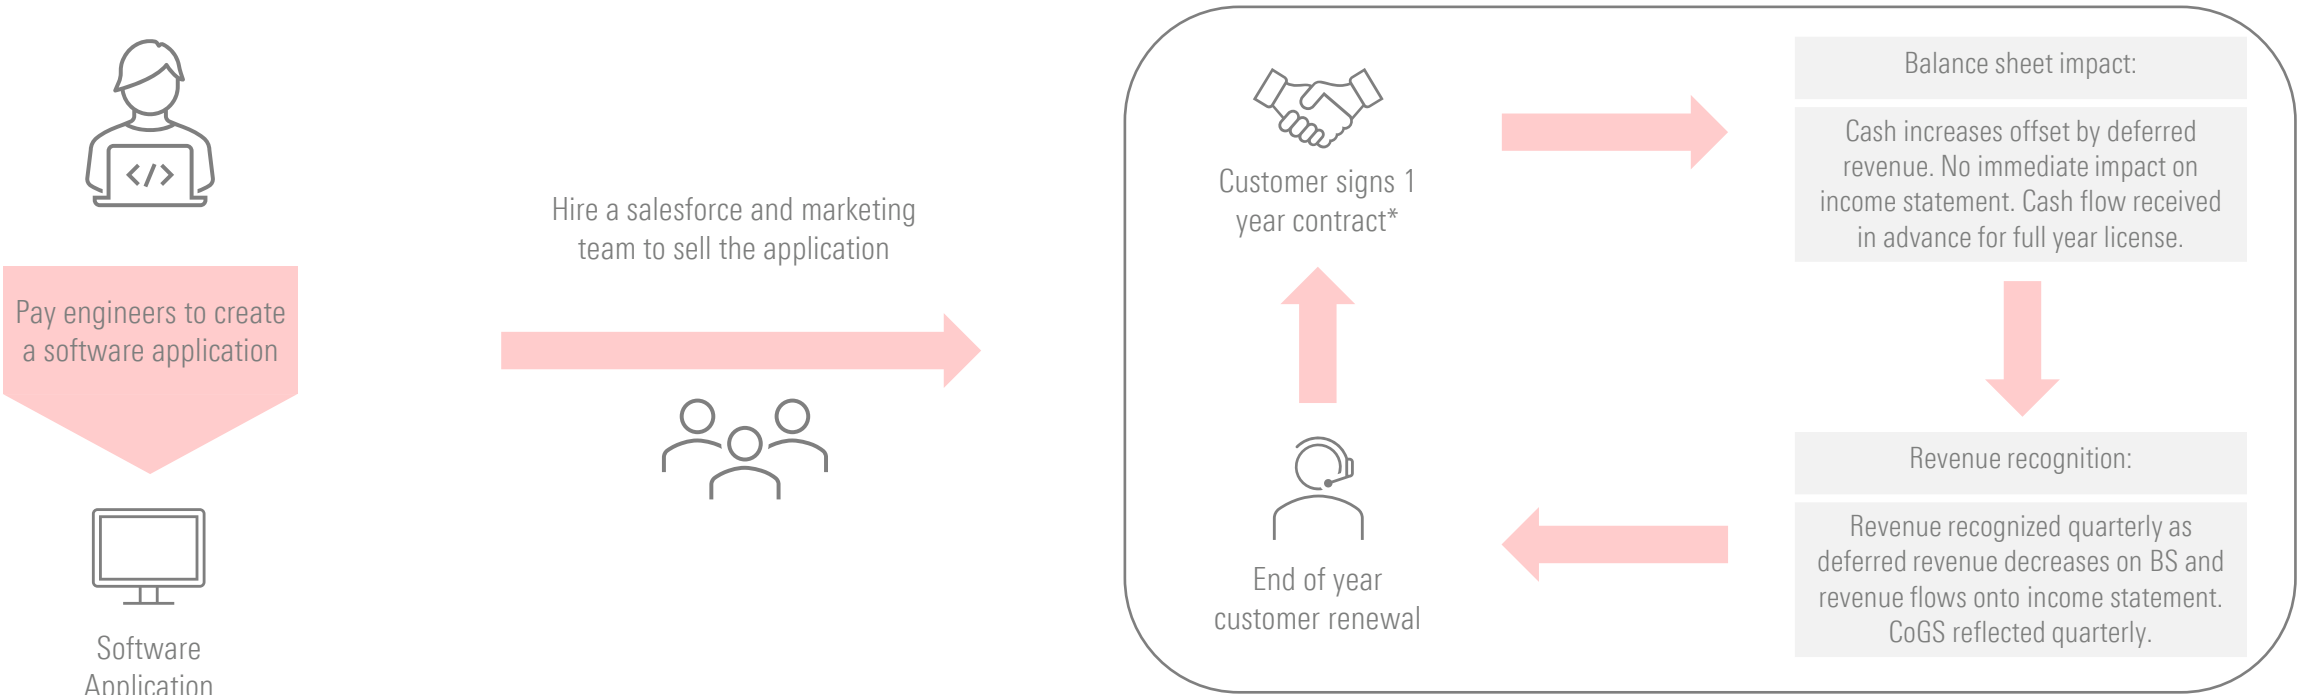 </>
Pay engineers to create
a software application
Software
Application
Hire a salesforce and marketing
team to sell the application
Customer signs 1
year contract*
Balance sheet impact:
Cash increases offset by deferred
revenue. No immediate impact on
income statement. Cash flow received
in advance for full year license.
Revenue recognition:
Revenue recognized quarterly as
deferred revenue decreases on BS and
revenue flows onto income statement.
CoGS reflected quarterly.
End of year
customer renewal